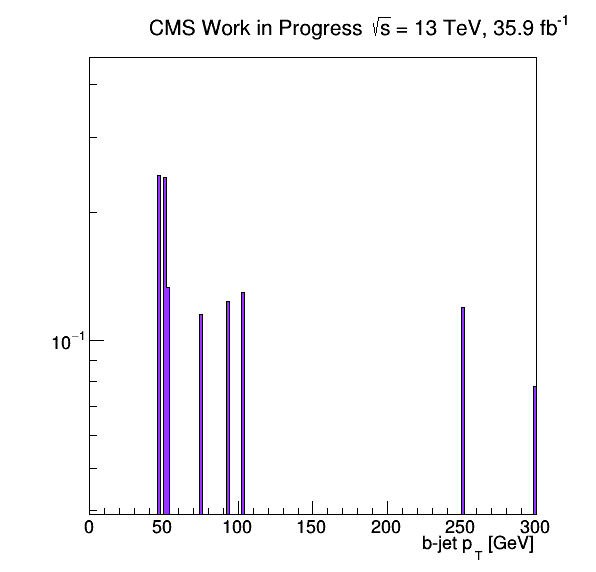 CMS Work in Progress √s = 13 TeV, 35.9 fb⁻¹
10⁻¹
0 50 100 150 200 250 300
b-jet p_T [GeV]